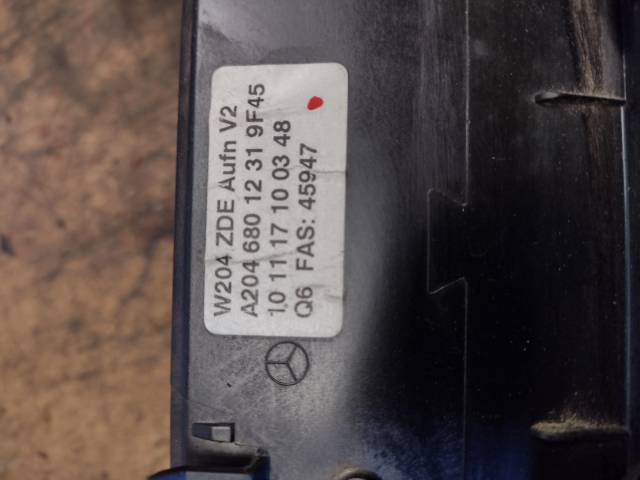 W204 ZDE Aufn V2
A204 680 12 31 9F45
10 11 17 10 03 48
Q6 FAS: 45947